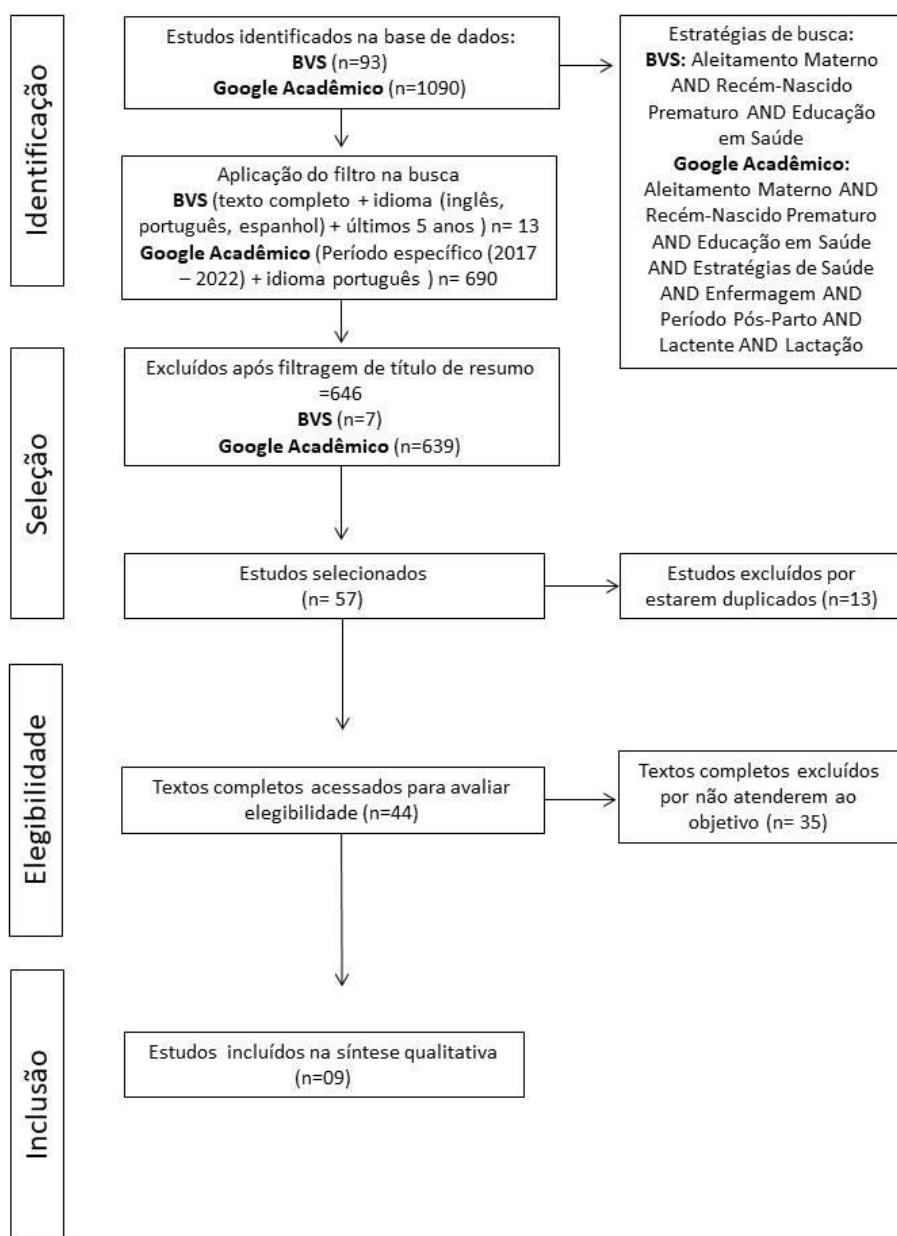 Identificação
Estudos identificados na base de dados:
BVS (n=93)
Google Acadêmico (n=1090)
Estratégias de busca:
BVS: Aleitamento Materno
AND Recém-Nascido
Prematuro AND Educação
em Saúde
Google Acadêmico:
Aleitamento Materno AND
Recém-Nascido Prematuro
AND Educação em Saúde
AND Estratégias de Saúde
AND Enfermagem AND
Período Pós-Parto AND
Lactente AND Lactação
Aplicação do filtro na busca
BVS (texto completo + idioma (inglês,
português, espanhol) + últimos 5 anos ) n= 13
Google Acadêmico (Período específico (2017
– 2022) + idioma português ) n= 690
Seleção
Excluídos após filtragem de título de resumo
=646
BVS (n=7)
Google Acadêmico (n=639)
Estudos selecionados
(n= 57)
Estudos excluídos por
estarem duplicados (n=13)
Elegibilidade
Textos completos acessados para avaliar
elegibilidade (n=44)
Textos completos excluídos
por não atenderem ao
objetivo (n= 35)
Inclusão
Estudos incluídos na síntese qualitativa
(n=09)